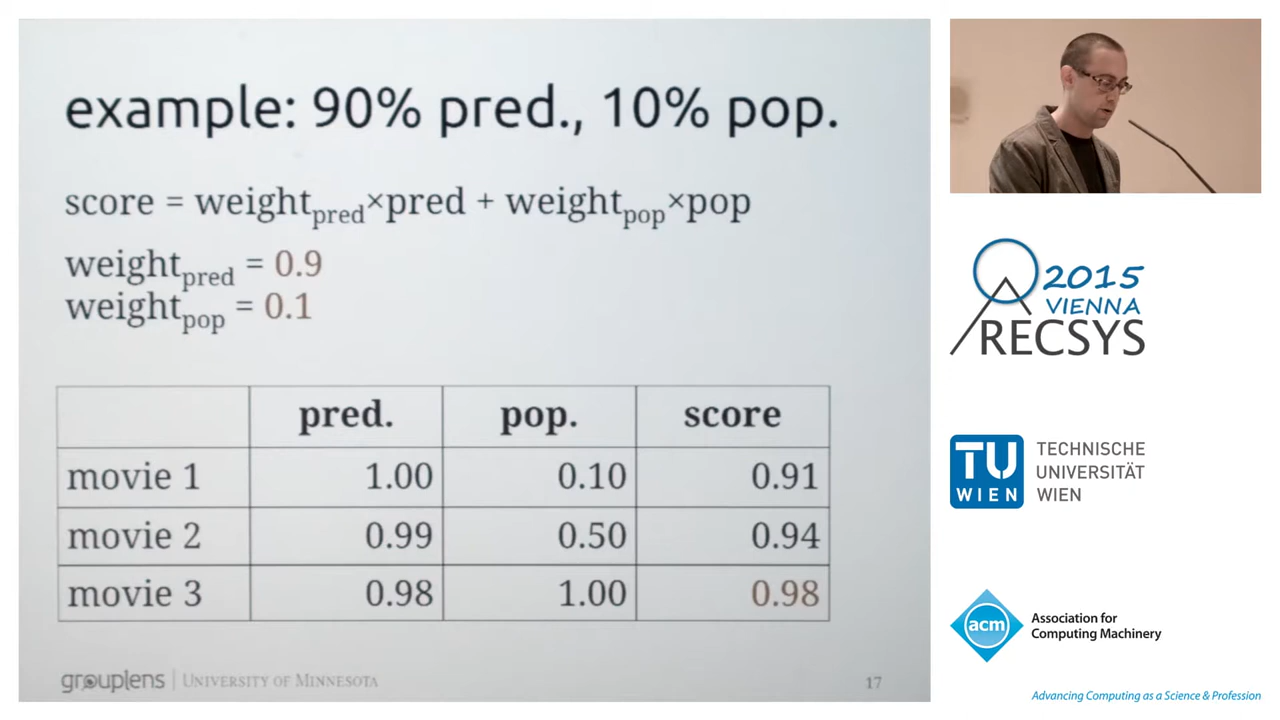 example: 90% pred., 10% pop.
score = weightpred×pred + weightpop×pop
weightpred = 0.9
weightpop = 0.1
pred. pop. score
movie 1 1.00 0.10 0.91
movie 2 0.99 0.50 0.94
movie 3 0.98 1.00 0.98
grouplens | UNIVERSITY OF MINNESOTA 17
2015
VIENNA
RECSYS
TU
WIEN
TECHNISCHE
UNIVERSITÄT
WIEN
acm
Association for
Computing Machinery
Advancing Computing as a Science & Profession